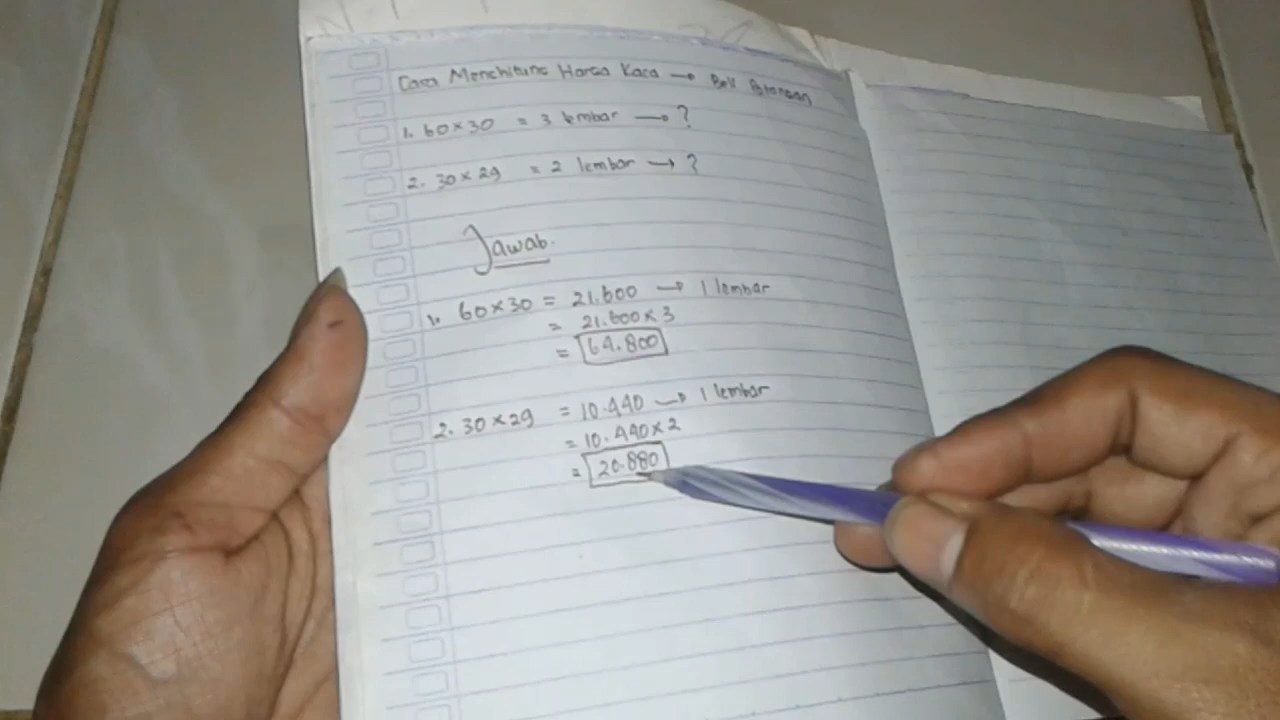 Cara Menghitung Harga Kaca → Beli Potongan
1. 60×30 = 3 lembar → ?
2. 30×29 = 2 lembar → ?
Jawab.
1. 60×30 = 21.600 → 1 lembar
= 21.600×3
= 64.800
2. 30×29 = 10.440 → 1 lembar
= 10.440×2
= 20.880